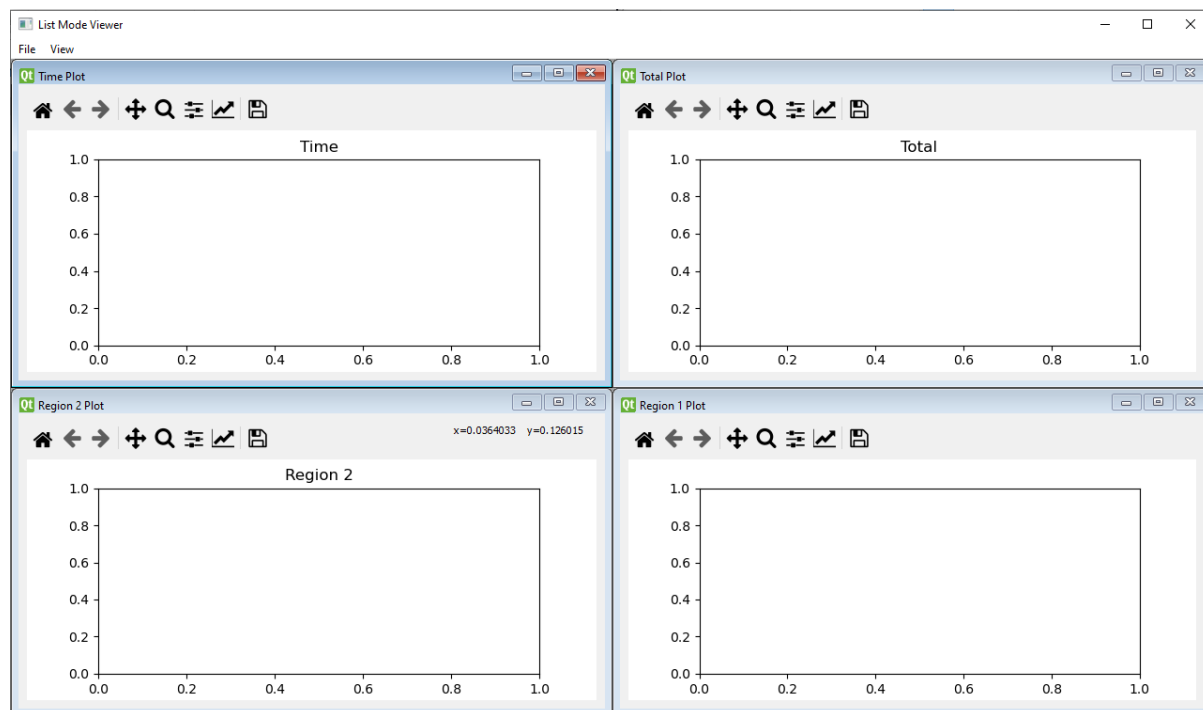 List Mode Viewer
File View
Qt Time Plot
Time
1.0
0.8
0.6
0.4
0.2
0.0
0.0 0.2 0.4 0.6 0.8 1.0
Qt Total Plot
Total
1.0
0.8
0.6
0.4
0.2
0.0
0.0 0.2 0.4 0.6 0.8 1.0
Qt Region 2 Plot
x=0.0364033 y=0.126015
Region 2
1.0
0.8
0.6
0.4
0.2
0.0
0.0 0.2 0.4 0.6 0.8 1.0
Qt Region 1 Plot
1.0
0.8
0.6
0.4
0.2
0.0
0.0 0.2 0.4 0.6 0.8 1.0